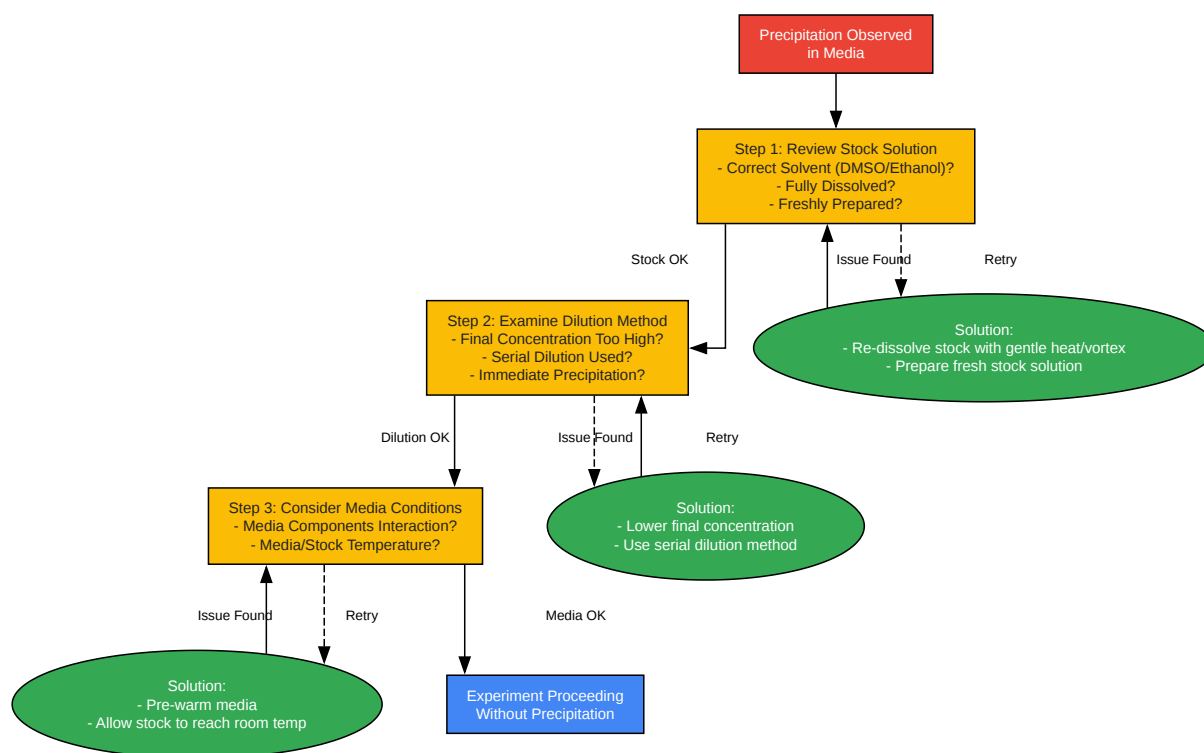 Precipitation Observed
in Media
Step 1: Review Stock Solution
- Correct Solvent (DMSO/Ethanol)?
- Fully Dissolved?
- Freshly Prepared?
Stock OK
Issue Found
Retry
Step 2: Examine Dilution Method
- Final Concentration Too High?
- Serial Dilution Used?
- Immediate Precipitation?
Solution:
- Re-dissolve stock with gentle heat/vortex
- Prepare fresh stock solution
Dilution OK
Issue Found
Retry
Step 3: Consider Media Conditions
- Media Components Interaction?
- Media/Stock Temperature?
Solution:
- Lower final concentration
- Use serial dilution method
Issue Found
Retry
Media OK
Solution:
- Pre-warm media
- Allow stock to reach room temp
Experiment Proceeding
Without Precipitation